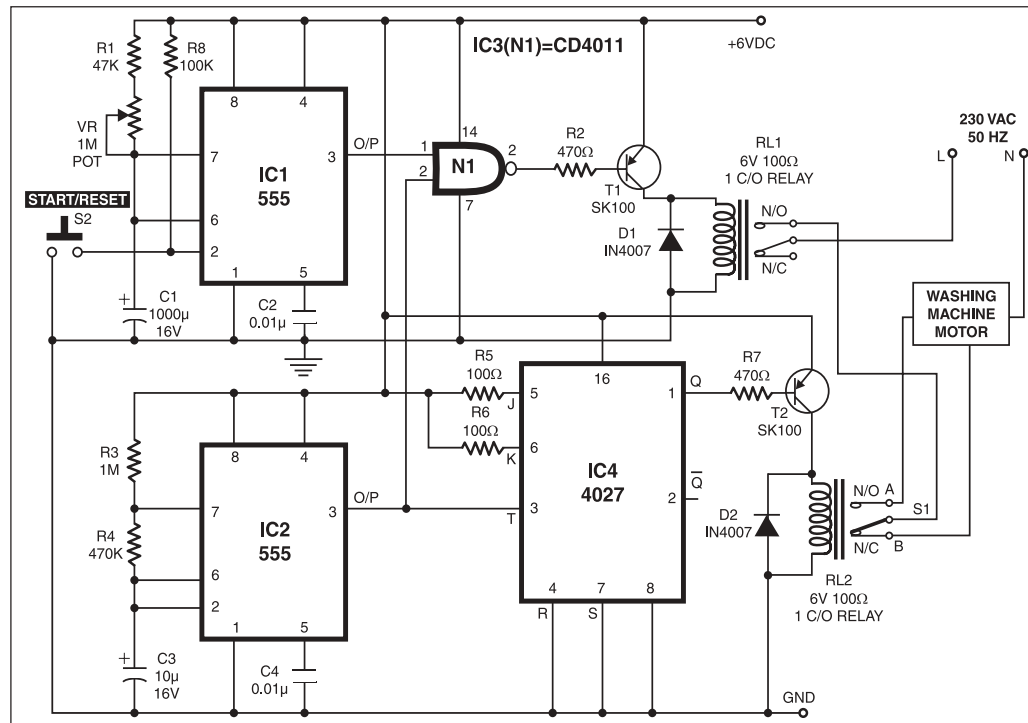 IC3(N1)=CD4011
+6VDC
R1
47K
R8
100K
VR
1M
POT
START/RESET
S2
8
4
7
3
6
2
1
5
IC1
555
O/P
C1
1000µ
16V
+
C2
0.01µ
1
2
14
7
2
N1
R2
470Ω
T1
SK100
D1
IN4007
RL1
6V 100Ω
1 C/O RELAY
N/O
N/C
230 VAC
50 HZ
L
N
WASHING
MACHINE
MOTOR
R3
1M
R4
470K
8
4
7
3
6
2
1
5
IC2
555
O/P
+
C3
10µ
16V
C4
0.01µ
R5
100Ω
R6
100Ω
J
K
T
5
6
3
16
1
2
4
7
8
IC4
4027
Q
Q̅
R
S
R7
470Ω
T2
SK100
D2
IN4007
N/O
A
S1
N/C
B
RL2
6V 100Ω
1 C/O RELAY
GND